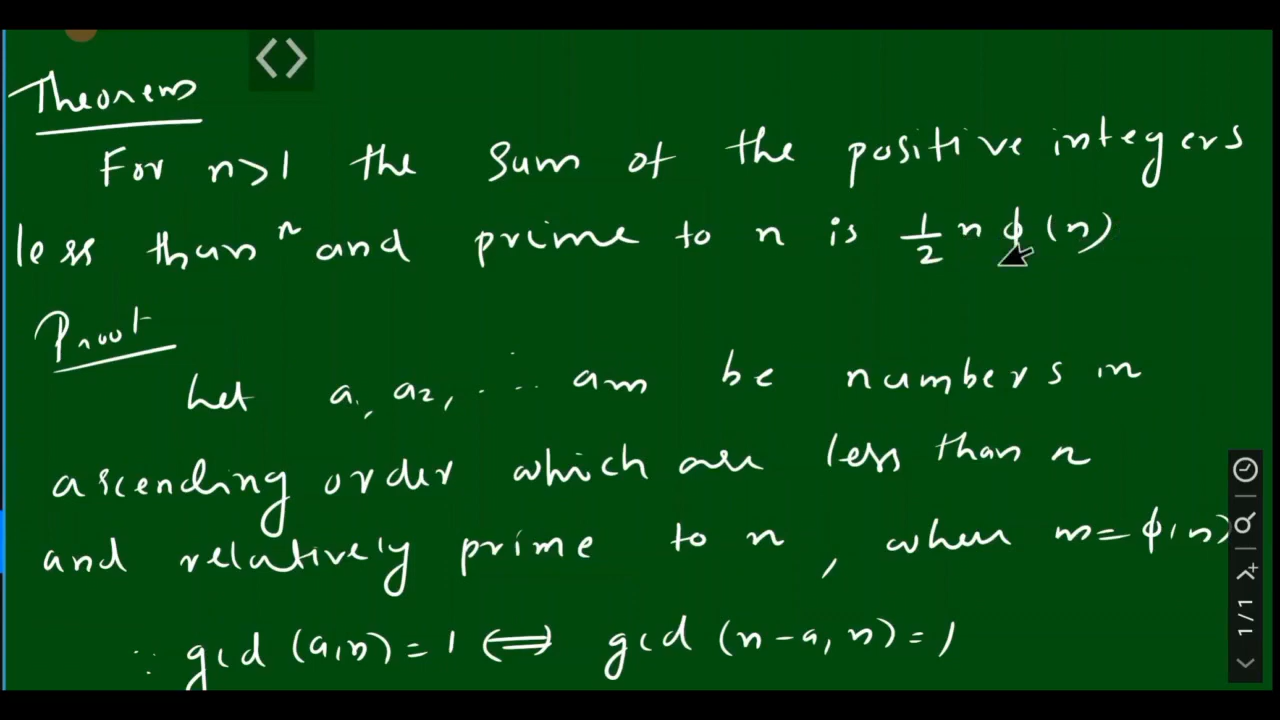 Theorem
For n>1 the sum of the positive integers
less than n and prime to n is 1/2 n ϕ(n)
Proof
Let a1, a2, .... am be numbers in
ascending order which are less than n
and relatively prime to n, when m=ϕ(n)
∵ gcd (a,n)=1 ⟺ gcd (n-a, n)=1
1/1